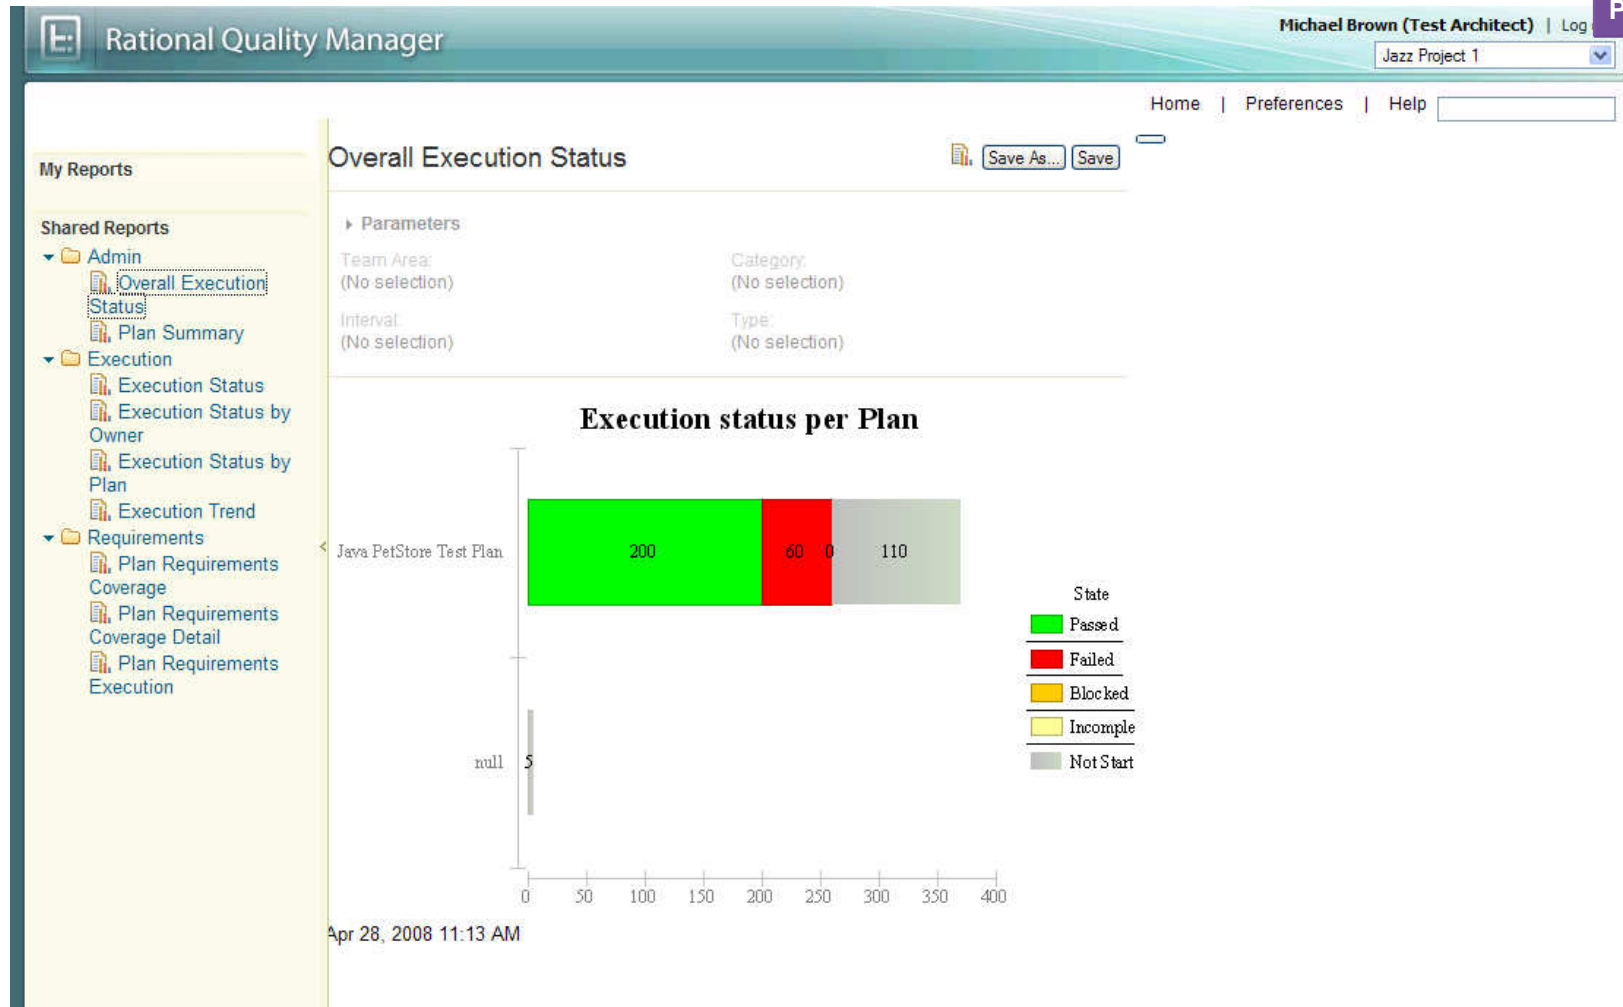 Rational Quality Manager
Michael Brown (Test Architect) | Log
P
Jazz Project 1
Home | Preferences | Help
My Reports
Shared Reports
Admin
Overall Execution
Status
Plan Summary
Execution
Execution Status
Execution Status by
Owner
Execution Status by
Plan
Execution Trend
Requirements
Plan Requirements
Coverage
Plan Requirements
Coverage Detail
Plan Requirements
Execution
Overall Execution Status
Save As... Save
Parameters
Team Area: Category:
(No selection) (No selection)
Interval: Type:
(No selection) (No selection)
Execution status per Plan
Java PetStore Test Plan 200 60 0 110
null 5
0 50 100 150 200 250 300 350 400
State
Passed
Failed
Blocked
Incomple
Not Start
Apr 28, 2008 11:13 AM